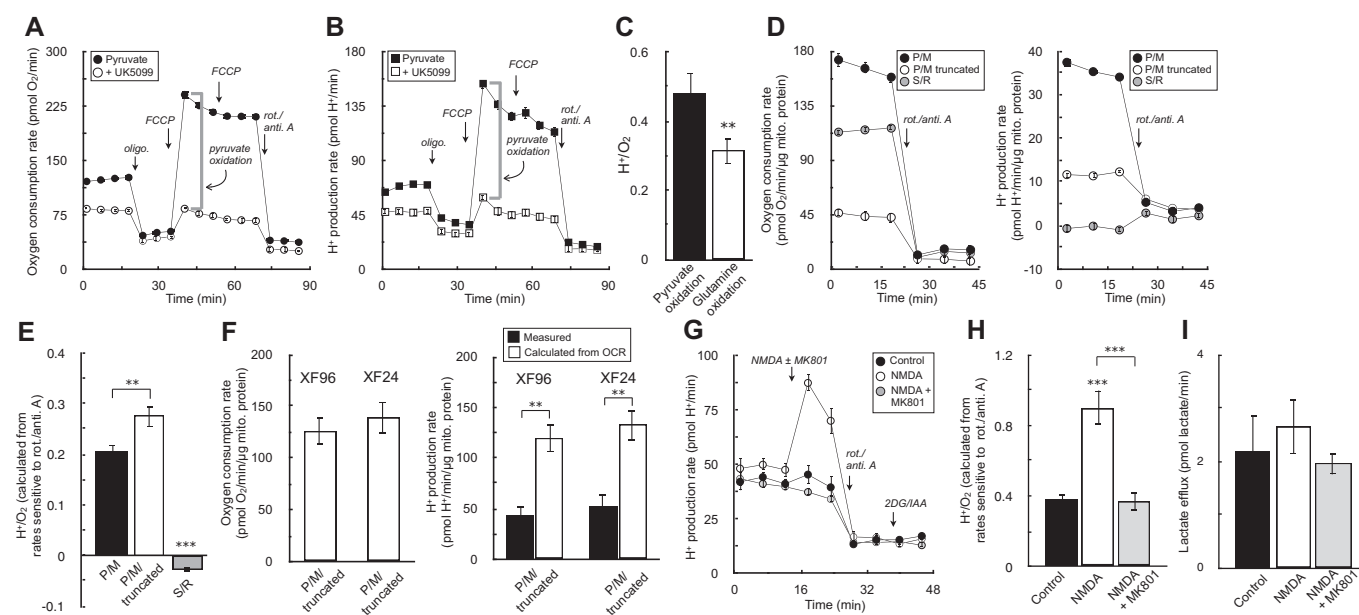 A
Oxygen consumption rate (pmol O2/min)
300
225
150
75
0
Pyruvate
+ UK5099
FCCP
FCCP
oligo.
rot./
anti. A
pyruvate
oxidation
0
30
60
90
Time (min)
B
H+ production rate (pmol H+/min)
180
135
90
45
0
Pyruvate
+ UK5099
FCCP
FCCP
oligo.
rot./
anti. A
pyruvate
oxidation
0
30
60
90
Time (min)
C
H+/O2
0.6
0.4
0.2
0
**
Pyruvate
oxidation
Glutamine
oxidation
D
Oxygen consumption rate
(pmol O2/min/µg mito. protein)
180
135
90
45
0
P/M
P/M truncated
S/R
rot./anti. A
0
15
30
45
Time (min)
H+ production rate
(pmol H+/min/µg mito. protein)
40
30
20
10
0
-10
P/M
P/M truncated
S/R
rot./anti. A
0
15
30
45
Time (min)
E
H+/O2 (calculated from
rates sensitive to rot./anti. A)
0.4
0.3
0.2
0.1
0
-0.1
**
***
P/M
P/M/
truncated
S/R
F
Oxygen consumption rate
(pmol O2/min/µg mito. protein)
200
150
100
50
0
XF96
XF24
P/M/
truncated
P/M/
truncated
Measured
Calculated from OCR
H+ production rate
(pmol H+/min/µg mito. protein)
200
150
100
50
0
XF96
XF24
**
**
P/M/
truncated
P/M/
truncated
G
H+ production rate (pmol H+/min)
100
75
50
25
0
NMDA ± MK801
Control
NMDA
NMDA +
MK801
rot./
anti. A
2DG/IAA
0
16
32
48
Time (min)
H
H+/O2 (calculated from
rates sensitive to rot./anti. A)
1.2
0.8
0.4
0
***
***
Control
NMDA
NMDA
+ MK801
I
Lactate efflux (pmol lactate/min)
4
2
0
Control
NMDA
NMDA
+ MK801